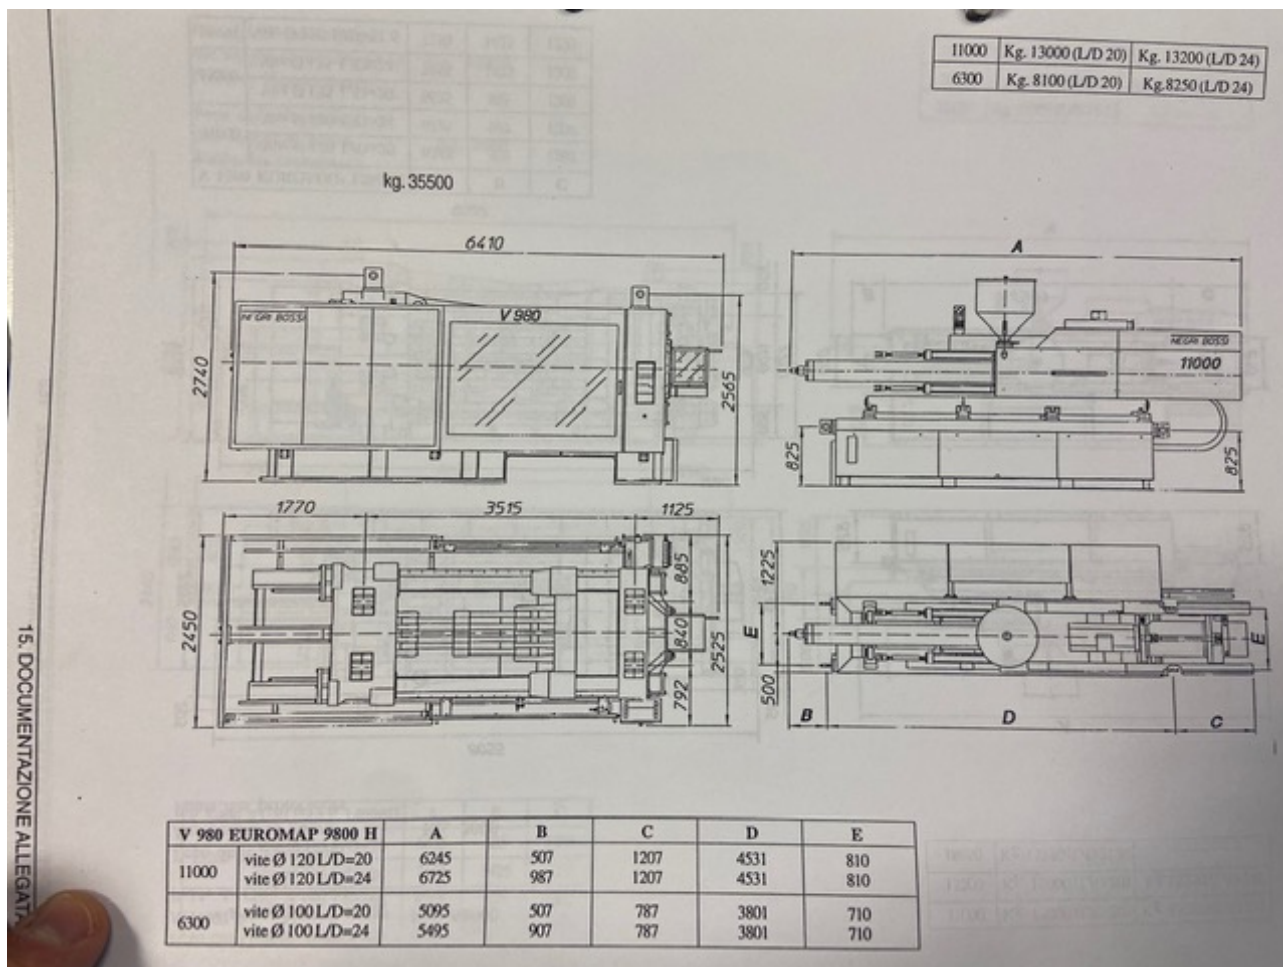 11000 Kg. 13000 (L/D 20) Kg. 13200 (L/D 24)
6300 Kg. 8100 (L/D 20) Kg.8250 (L/D 24)
kg. 35500
6410
A
NEGRI BOSSI
V 980
2740
2565
NEGRI BOSSI
11000
825
825
1770
3515
1125
2450
885
840
792
2525
1225
E
500
E
B
D
C
V 980 EUROMAP 9800 H A B C D E
11000 vite Ø 120 L/D=20 6245 507 1207 4531 810
vite Ø 120 L/D=24 6725 987 1207 4531 810
6300 vite Ø 100 L/D=20 5095 507 787 3801 710
vite Ø 100 L/D=24 5495 907 787 3801 710
15. DOCUMENTAZIONE ALLEGATA